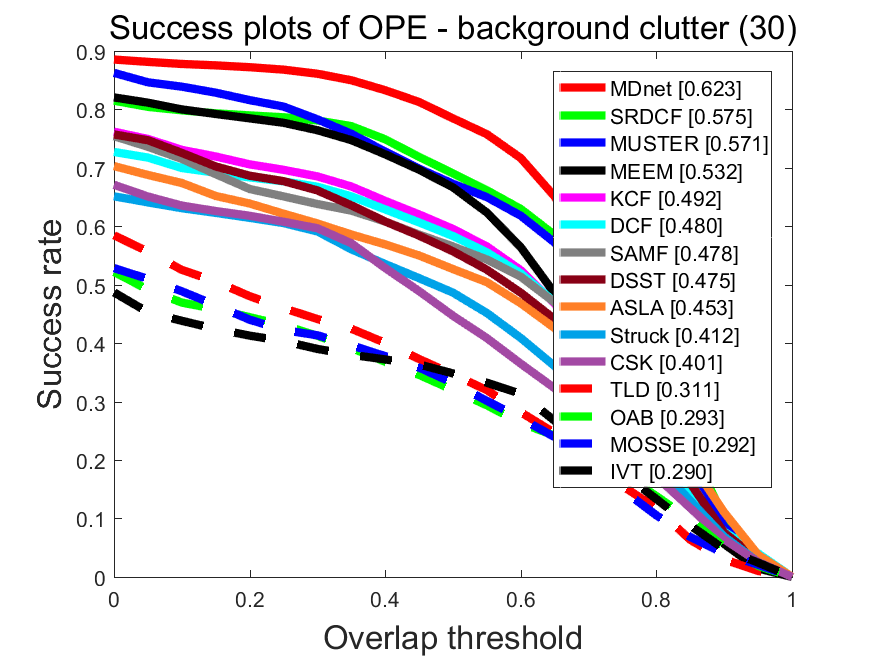 Success plots of OPE - background clutter (30)
0.9
0.8
0.7
0.6
0.5
0.4
0.3
0.2
0.1
0
Success rate
MDnet [0.623]
SRDCF [0.575]
MUSTER [0.571]
MEEM [0.532]
KCF [0.492]
DCF [0.480]
SAMF [0.478]
DSST [0.475]
ASLA [0.453]
Struck [0.412]
CSK [0.401]
TLD [0.311]
OAB [0.293]
MOSSE [0.292]
IVT [0.290]
0 0.2 0.4 0.6 0.8 1
Overlap threshold